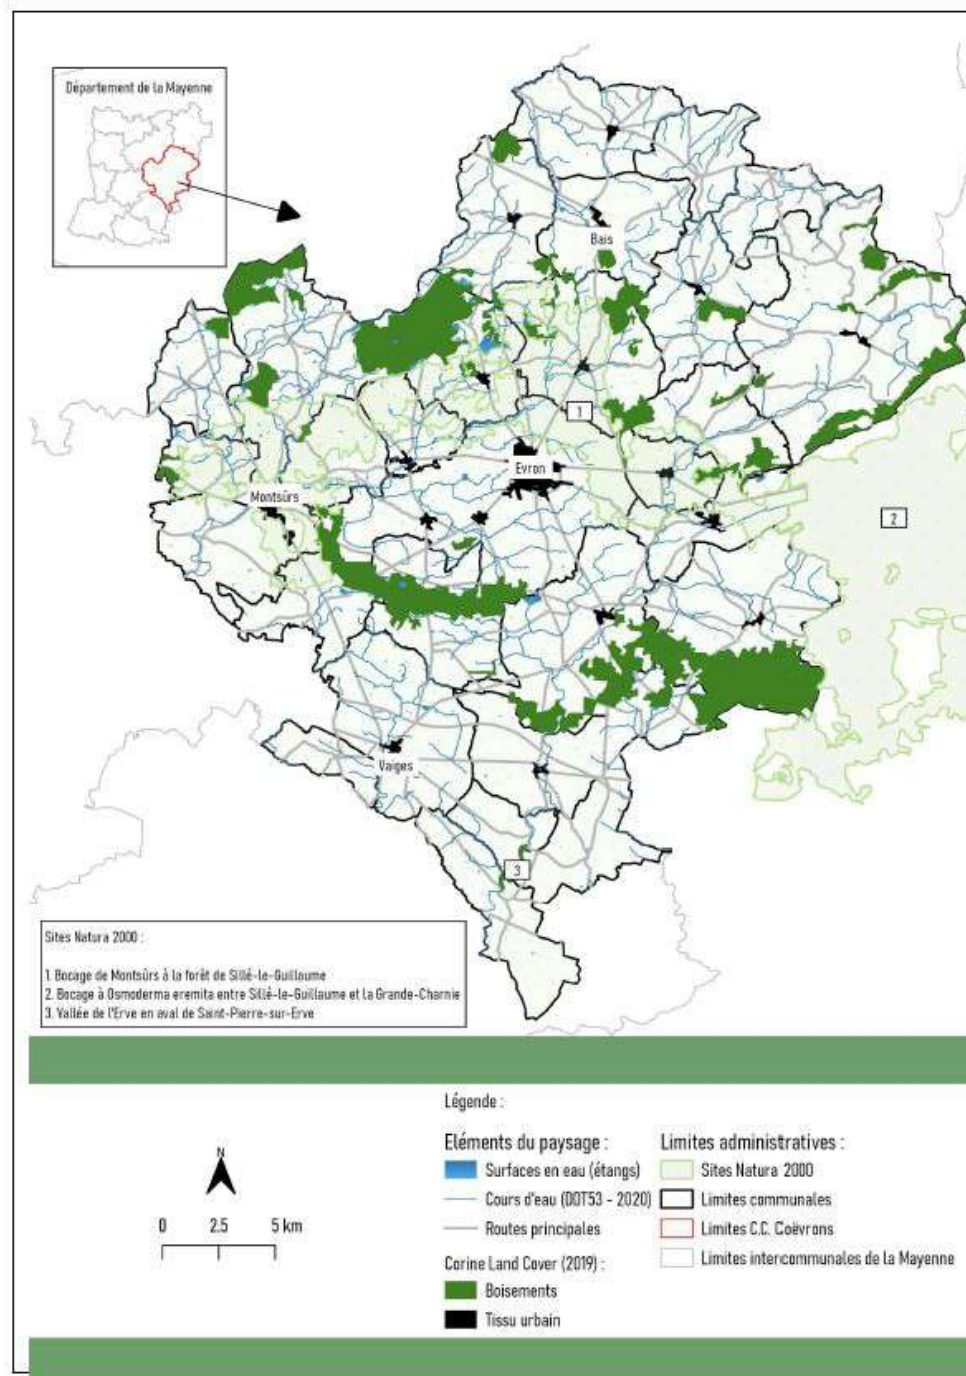 Département de la Mayenne
Bais
1
Evron
2
Montsûrs
Vaiges
3
Sites Natura 2000 :
1. Bocage de Montsûrs à la forêt de Sillé-le-Guillaume
2. Bocage à Osmoderma eremita entre Sillé-le-Guillaume et la Grande-Charnie
3. Vallée de l'Erve en aval de Saint-Pierre-sur-Erve
Légende :
Eléments du paysage :
Surfaces en eau (étangs)
Cours d'eau (DDT53 - 2020)
Routes principales
Corine Land Cover (2019) :
Boisements
Tissu urbain
Limites administratives :
Sites Natura 2000
Limites communales
Limites C.C. Coëvrons
Limites intercommunales de la Mayenne
N
0 2.5 5 km